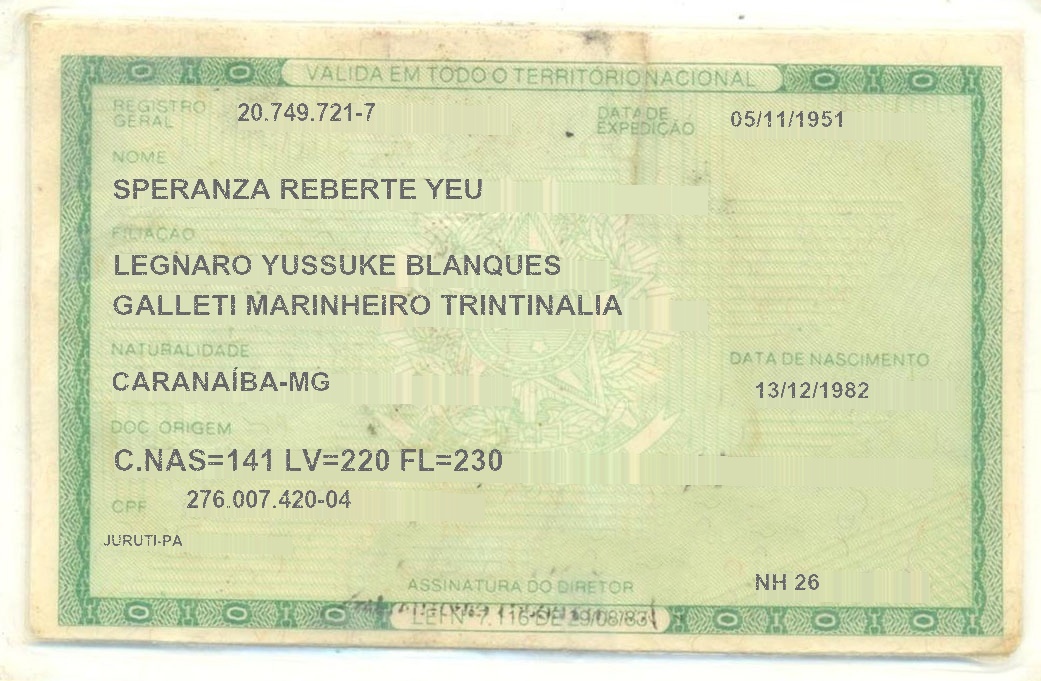 VÁLIDA EM TODO O TERRITÓRIO NACIONAL
REGISTRO GERAL 20.749.721-7 DATA DE EXPEDIÇÃO 05/11/1951
NOME
SPERANZA REBERTE YEU
FILIAÇÃO
LEGNARO YUSSUKE BLANQUES
GALLETI MARINHEIRO TRINTINALIA
NATURALIDADE DATA DE NASCIMENTO
CARANAÍBA-MG 13/12/1982
DOC ORIGEM
C.NAS=141 LV=220 FL=230
CPF 276.007.420-04
JURUTI-PA
ASSINATURA DO DIRETOR NH 26
LEI Nº 7.116 DE 29/08/83